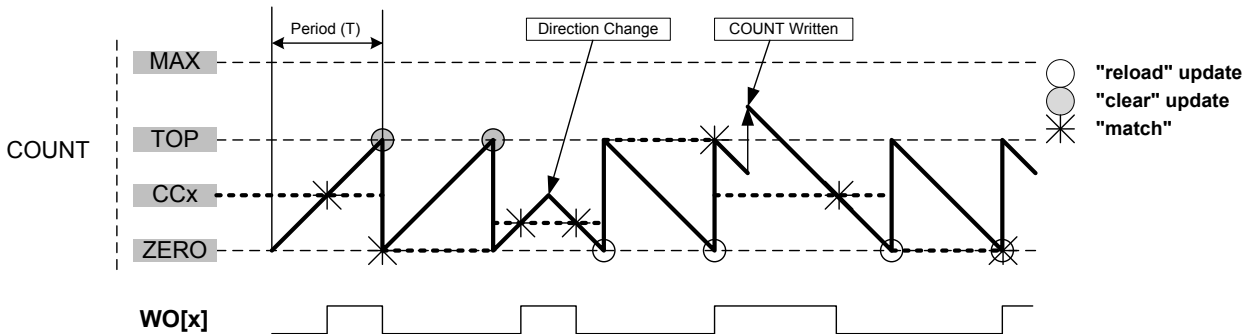 Period (T)
Direction Change
COUNT Written
MAX
"reload" update
"clear" update
TOP
"match"
COUNT
CCx
ZERO
WO[x]